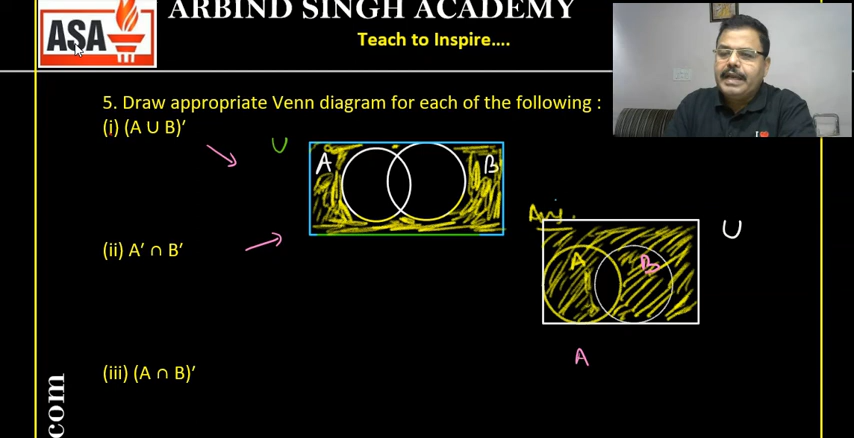 ARBIND SINGH ACADEMY
ASA
Teach to Inspire....
5. Draw appropriate Venn diagram for each of the following :
(i) (A ∪ B)′
U
A
B
Ans.
U
(ii) A′ ∩ B′
A
B
A
(iii) (A ∩ B)′
com